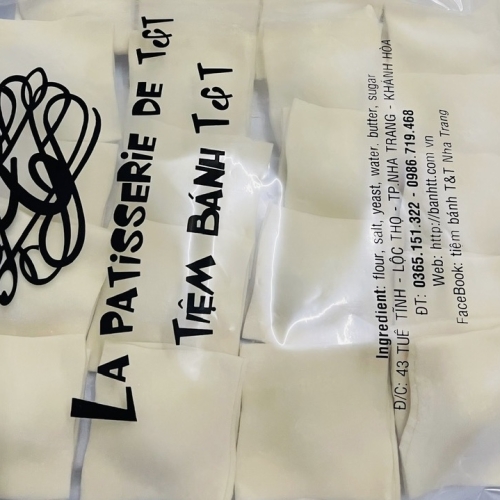 LA PATiSSERiE DE T&T
TIỆM BÁNH T&T
Ingredient: flour, salt, yeast, water, butter, sugar
Đ/C: 43 TUỆ TĨNH - LỘC THỌ - TP.NHA TRANG - KHÁNH HÒA
ĐT: 0365.151.322 - 0986.719.468
Web: http://banhtt.com.vn
FaceBook: tiệm bánh T&T Nha Trang